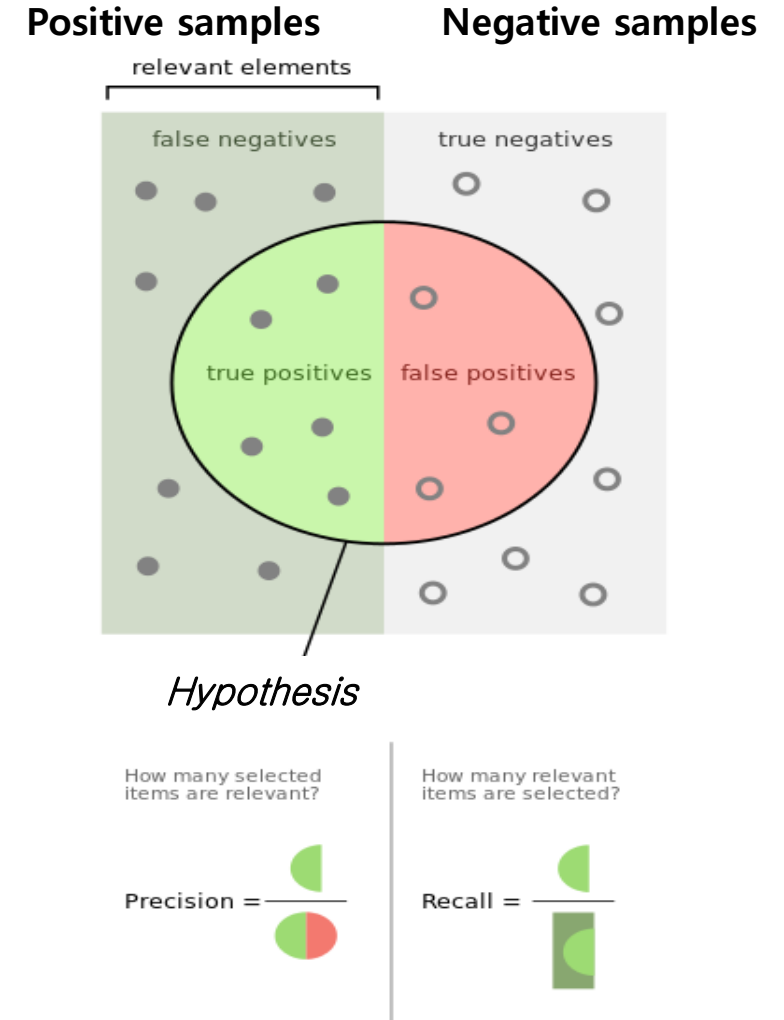 Positive samples
Negative samples
relevant elements
false negatives
true negatives
true positives
false positives
Hypothesis
How many selected
items are relevant?
Precision =
How many relevant
items are selected?
Recall =